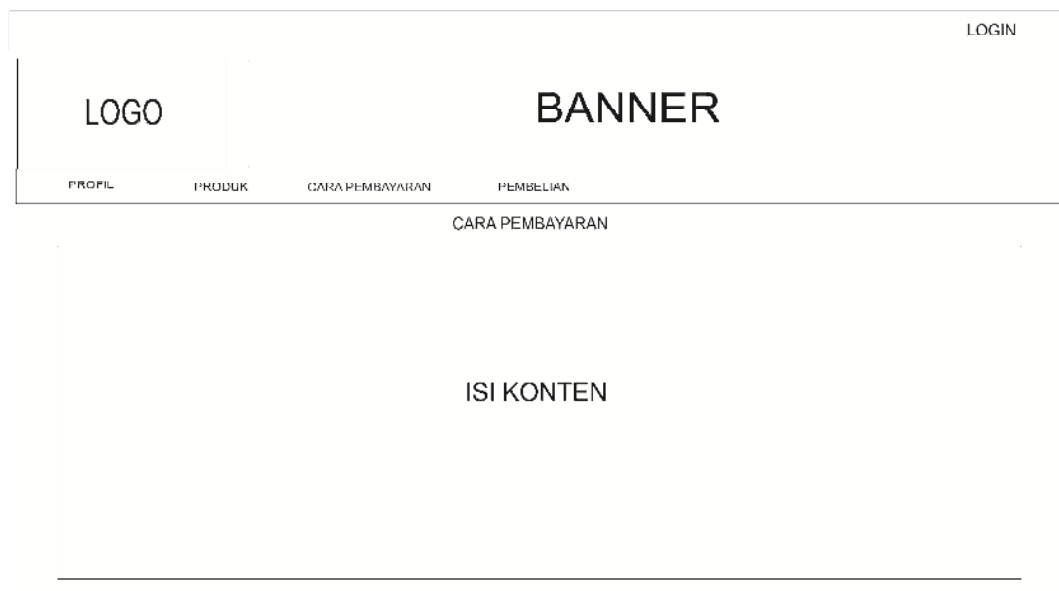 LOGIN
LOGO
BANNER
PROFIL PRODUK CARA PEMBAYARAN PEMBELIAN
CARA PEMBAYARAN
ISI KONTEN